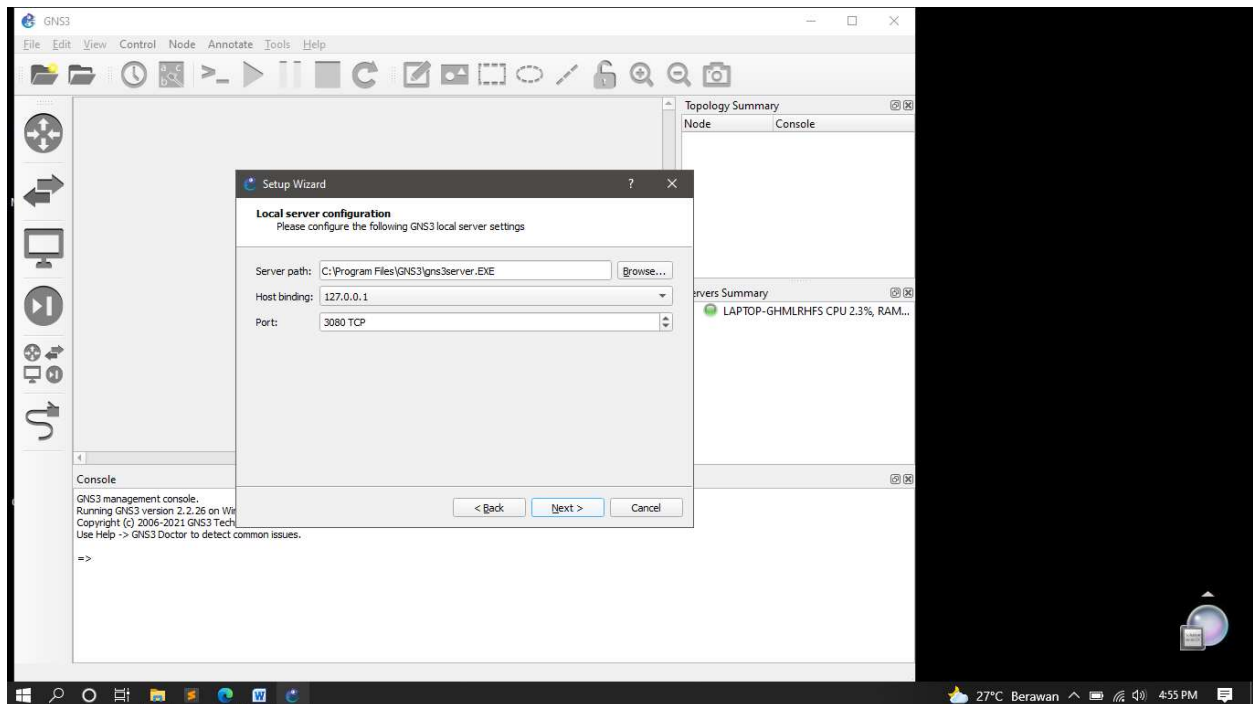 GNS3
File Edit View Control Node Annotate Tools Help
Topology Summary
Node Console
Setup Wizard ?
Local server configuration
Please configure the following GNS3 local server settings
Server path: C:\Program Files\GNS3\gns3server.EXE Browse...
Host binding: 127.0.0.1
Port: 3080 TCP
< Back Next > Cancel
ervers Summary
LAPTOP-GHMLRHFS CPU 2.3%, RAM...
Console
GNS3 management console.
Running GNS3 version 2.2.26 on Wi
Copyright (c) 2006-2021 GNS3 Tech
Use Help -> GNS3 Doctor to detect common issues.
=>
27°C Berawan 4:55 PM